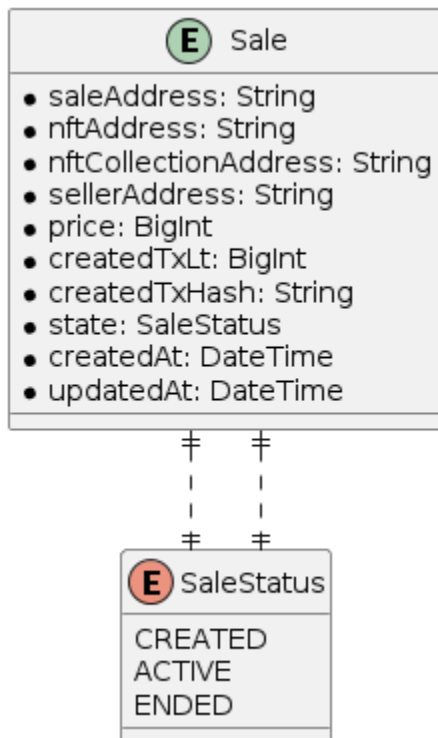 E Sale
saleAddress: String
nftAddress: String
nftCollectionAddress: String
sellerAddress: String
price: BigInt
createdTxLt: BigInt
createdTxHash: String
state: SaleStatus
createdAt: DateTime
updatedAt: DateTime
E SaleStatus
CREATED
ACTIVE
ENDED